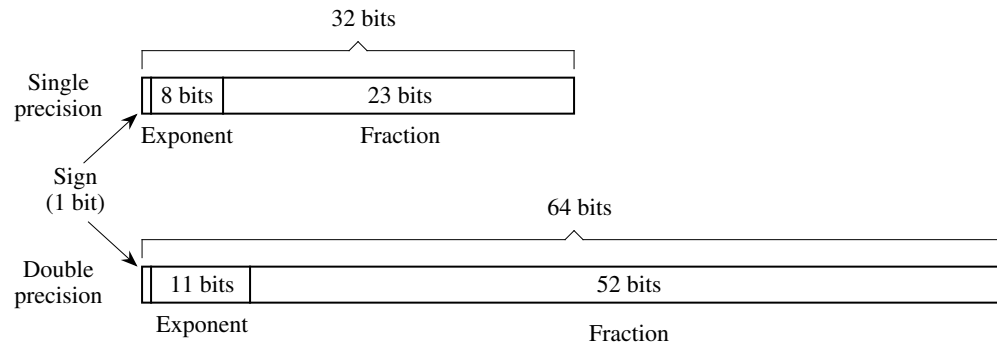 32 bits
Single
precision
8 bits
23 bits
Exponent
Fraction
Sign
(1 bit)
64 bits
Double
precision
11 bits
52 bits
Exponent
Fraction